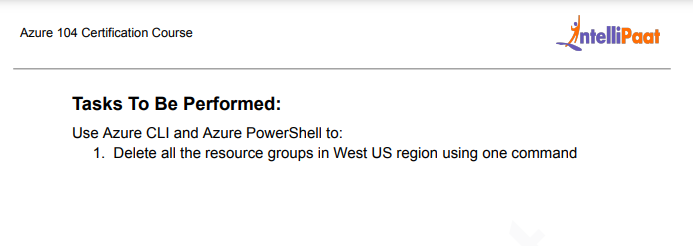 Azure 104 Certification Course
IntelliPaat
Tasks To Be Performed:
Use Azure CLI and Azure PowerShell to:
1. Delete all the resource groups in West US region using one command